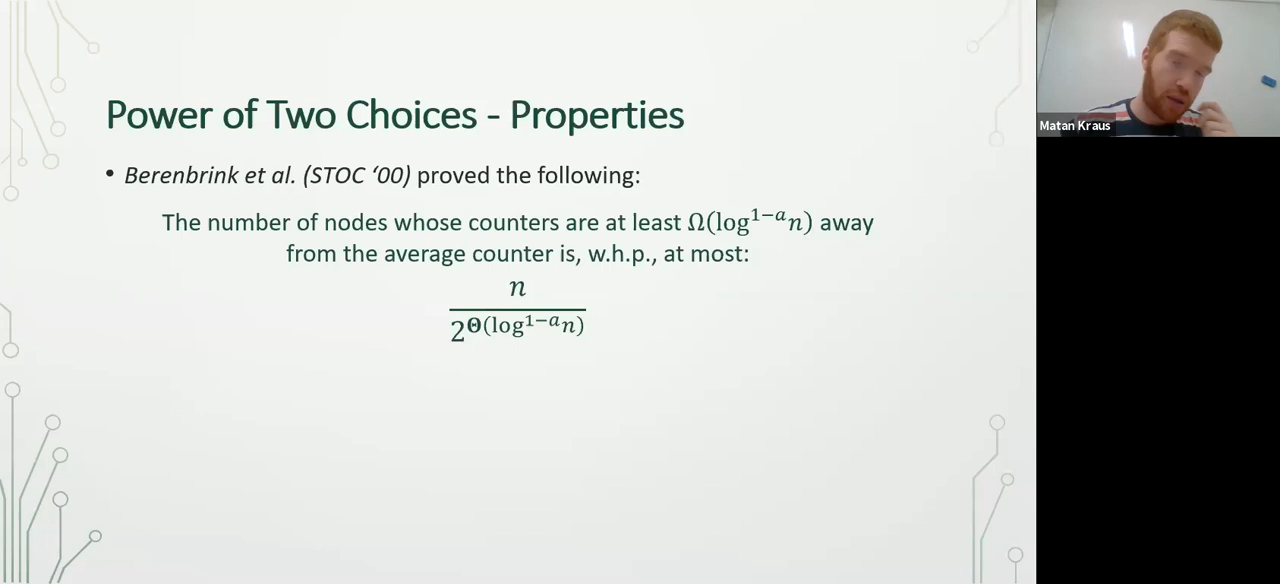 Power of Two Choices - Properties
• Berenbrink et al. (STOC ‘00) proved the following:
The number of nodes whose counters are at least Ω(log^{1−a} n) away
from the average counter is, w.h.p., at most:
n
2^{Θ(log^{1−a} n)}
Matan Kraus